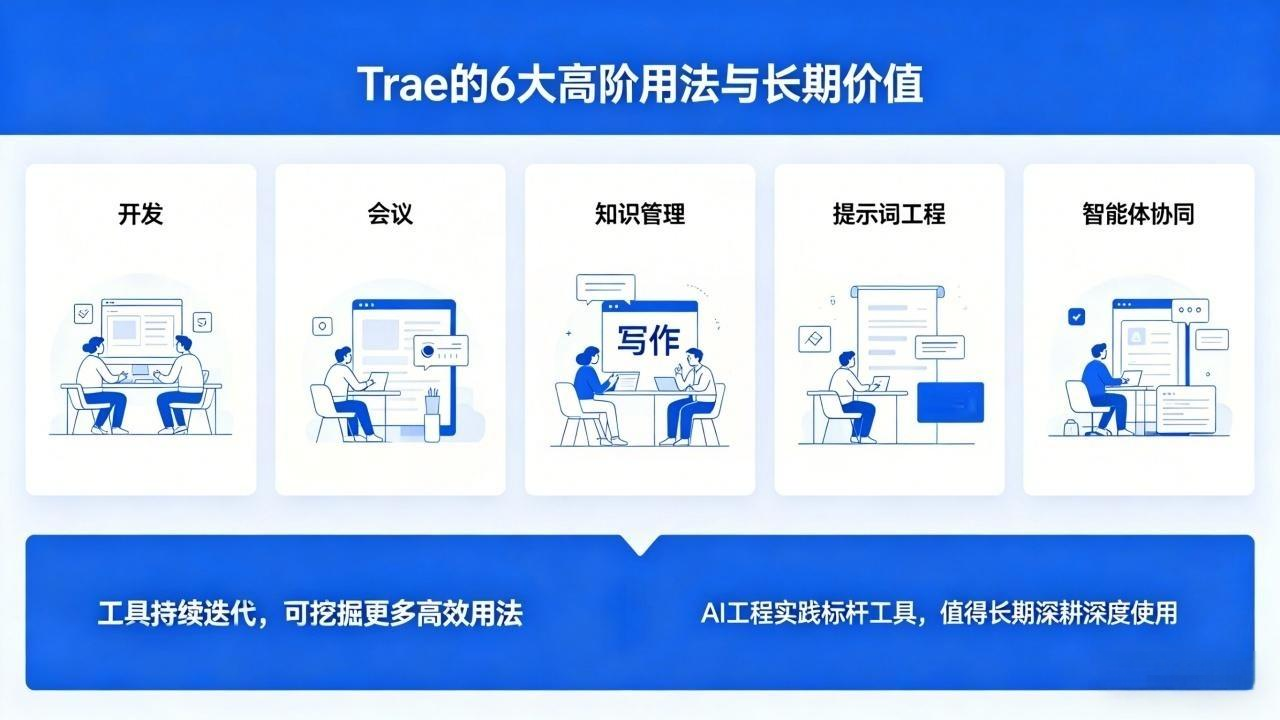 Trae的6大高阶用法与长期价值
开发
会议
知识管理
提示词工程
智能体协同
写作
工具持续迭代，可挖掘更多高效用法
AI工程实践标杆工具，值得长期深耕深度使用